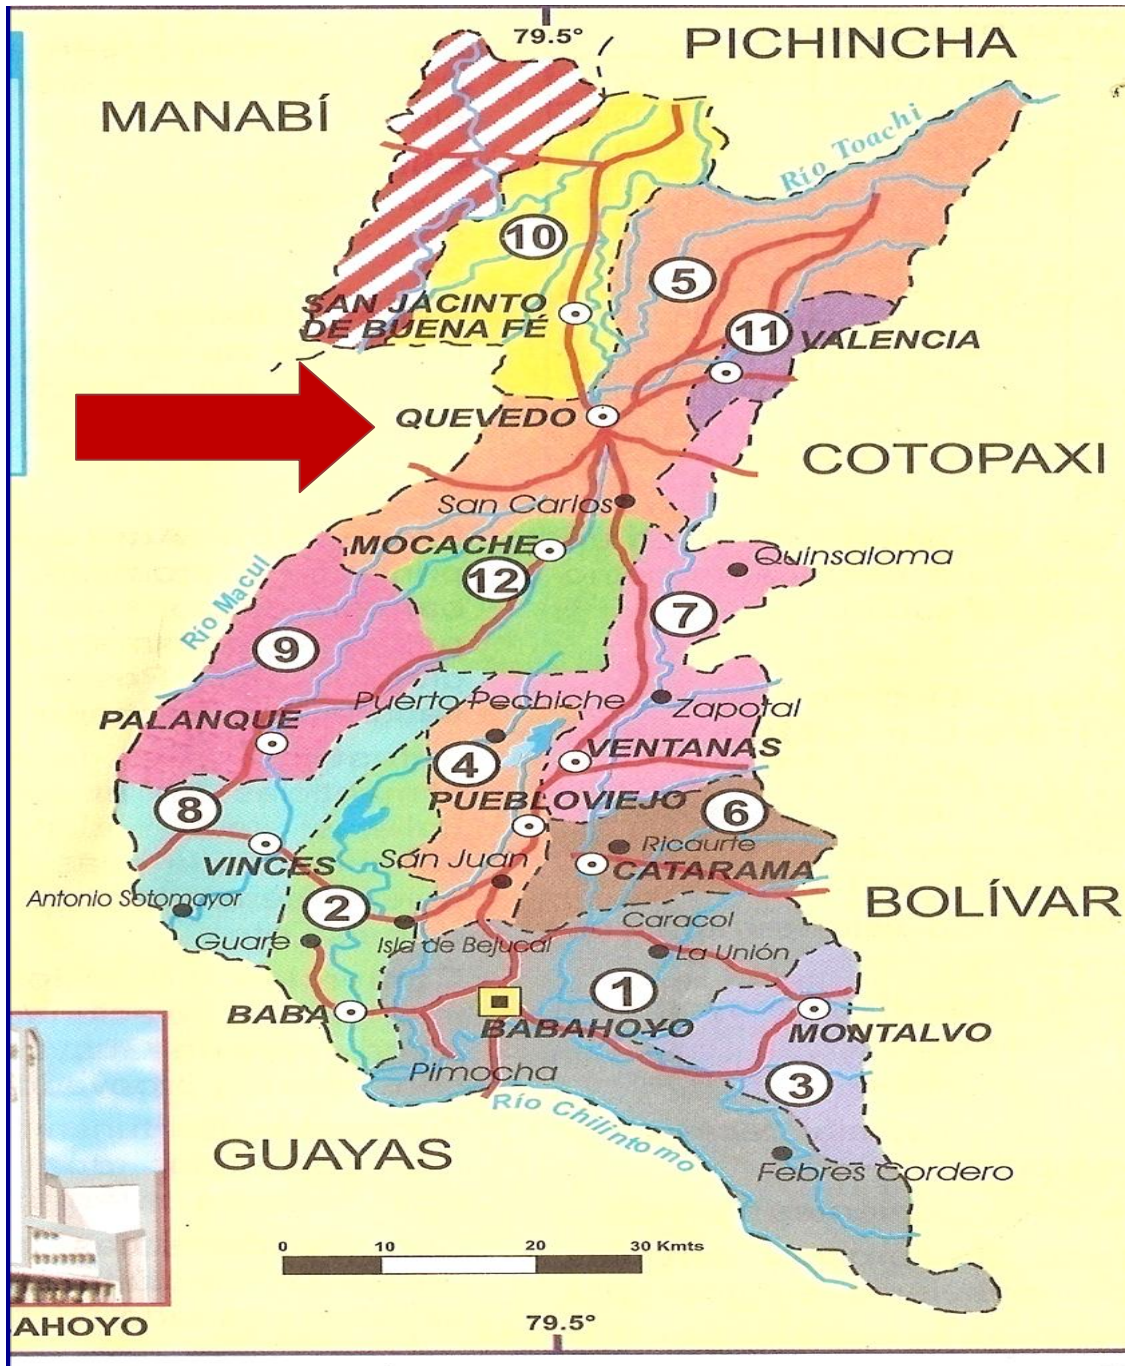 79.5°
PICHINCHA
MANABÍ
Río Toachi
10
5
SAN JACINTO
DE BUENA FÉ
11
VALENCIA
QUEVEDO
COTOPAXI
San Carlos
MOCACHE
Quinsaloma
12
Río Macul
7
9
Puerto Pechiche
Zapotal
PALANQUE
VENTANAS
4
PUEBLOVIEJO
8
6
Ricaurte
San Juan
VINCES
CATARAMA
Antonio Sotomayor
BOLÍVAR
2
Caracol
Guare
Isla de Bejucal
La Unión
1
BABA
BABAHOYO
MONTALVO
Pimocha
3
Río Chilintomo
GUAYAS
Febres Cordero
0 10 20 30 Kmts
79.5°
AHOYO